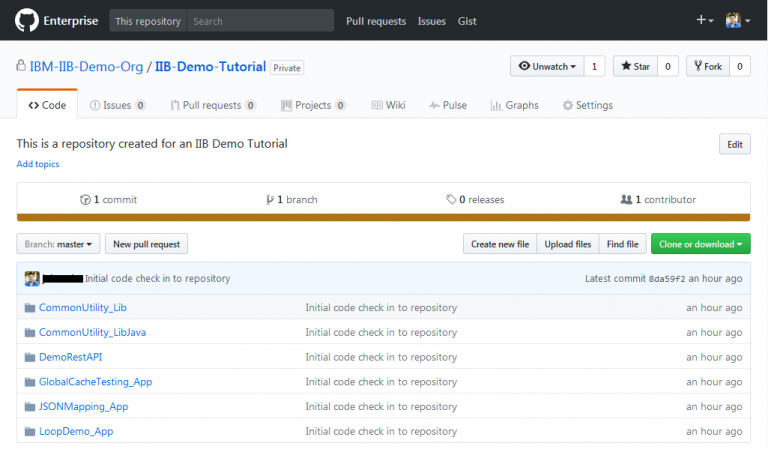 Enterprise This repository Search Pull requests Issues Gist
IBM-IIB-Demo-Org / IIB-Demo-Tutorial Private Unwatch 1 Star 0 Fork 0
Code Issues 0 Pull requests 0 Projects 0 Wiki Pulse Graphs Settings
This is a repository created for an IIB Demo Tutorial Edit
Add topics
1 commit 1 branch 0 releases 1 contributor
Branch: master New pull request Create new file Upload files Find file Clone or download
Initial code check in to repository Latest commit 8da59f2 an hour ago
CommonUtility_Lib Initial code check in to repository an hour ago
CommonUtility_LibJava Initial code check in to repository an hour ago
DemoRestAPI Initial code check in to repository an hour ago
GlobalCacheTesting_App Initial code check in to repository an hour ago
JSONMapping_App Initial code check in to repository an hour ago
LoopDemo_App Initial code check in to repository an hour ago